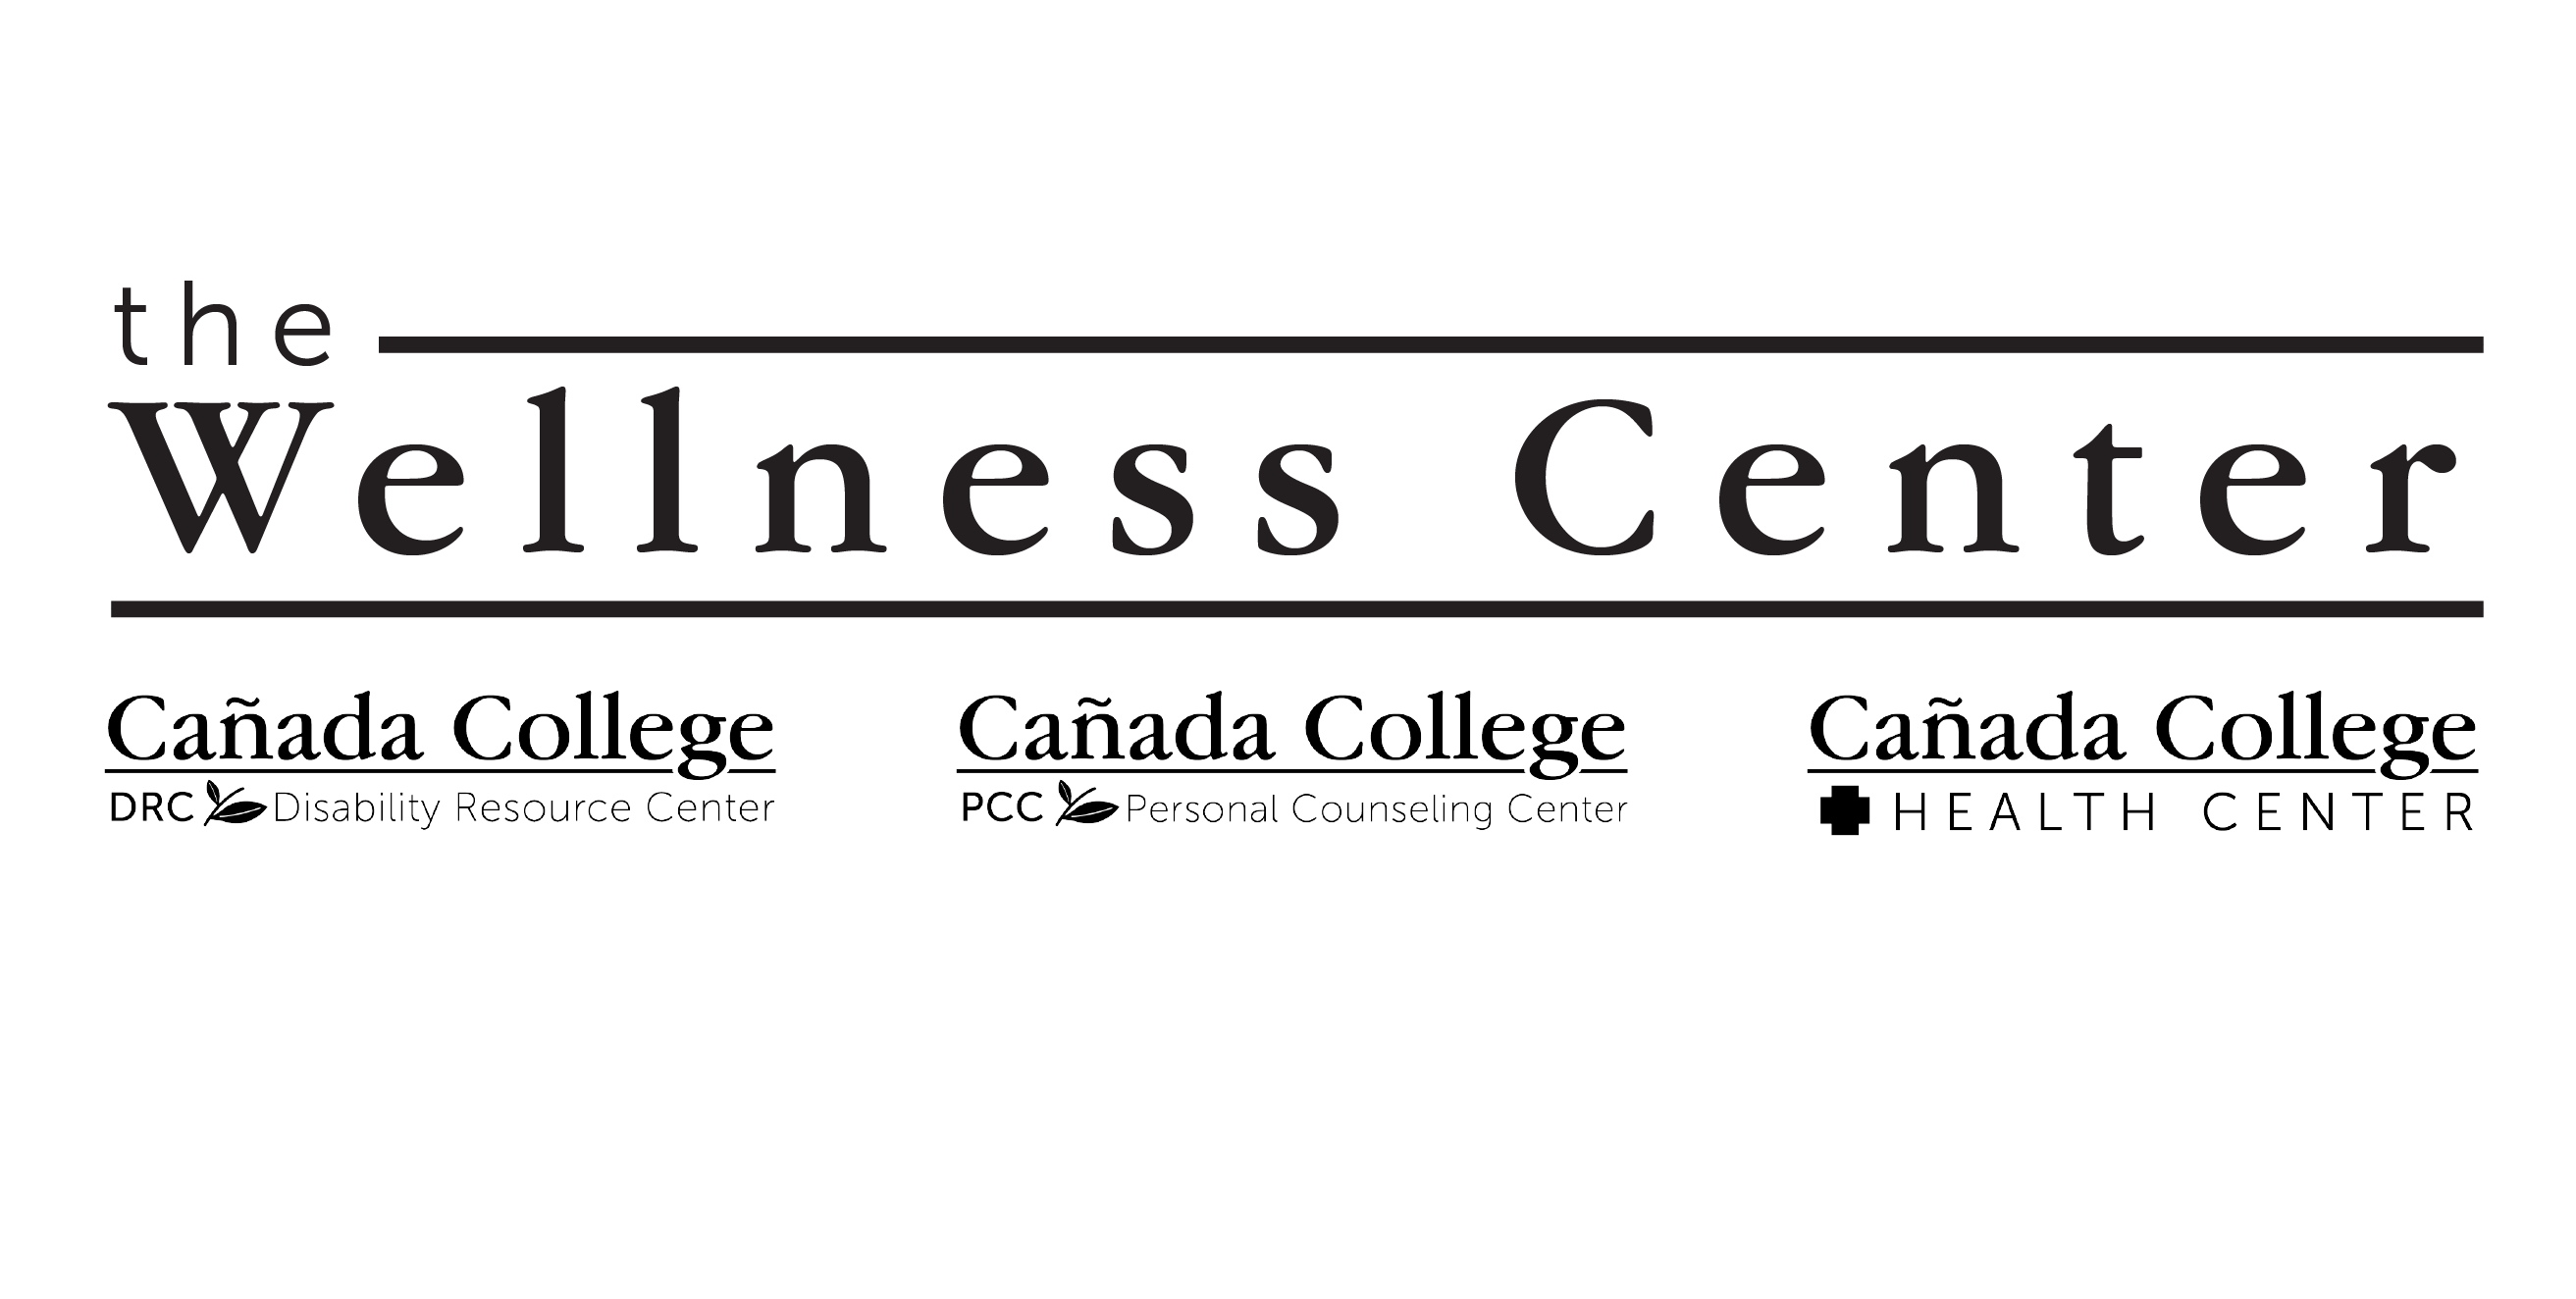 the
Wellness Center
Cañada College
DRC Disability Resource Center
Cañada College
PCC Personal Counseling Center
Cañada College
HEALTH CENTER